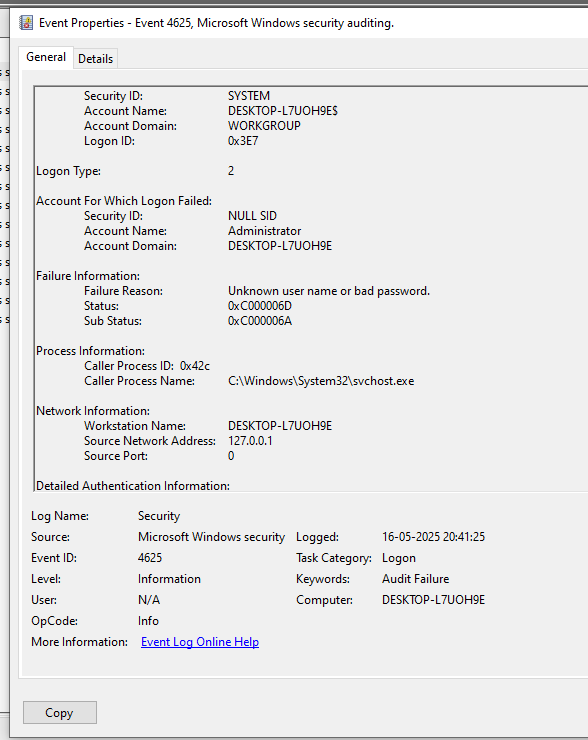 Event Properties - Event 4625, Microsoft Windows security auditing.
General Details
Security ID: SYSTEM
Account Name: DESKTOP-L7UOH9E$
Account Domain: WORKGROUP
Logon ID: 0x3E7
Logon Type: 2
Account For Which Logon Failed:
Security ID: NULL SID
Account Name: Administrator
Account Domain: DESKTOP-L7UOH9E
Failure Information:
Failure Reason: Unknown user name or bad password.
Status: 0xC000006D
Sub Status: 0xC000006A
Process Information:
Caller Process ID: 0x42c
Caller Process Name: C:\Windows\System32\svchost.exe
Network Information:
Workstation Name: DESKTOP-L7UOH9E
Source Network Address: 127.0.0.1
Source Port: 0
Detailed Authentication Information:
Log Name: Security
Source: Microsoft Windows security Logged: 16-05-2025 20:41:25
Event ID: 4625 Task Category: Logon
Level: Information Keywords: Audit Failure
User: N/A Computer: DESKTOP-L7UOH9E
OpCode: Info
More Information: Event Log Online Help
Copy